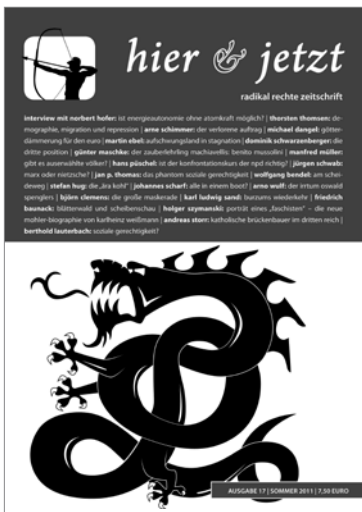 hier & jetzt
radikal rechte zeitschrift
interview mit norbert hofer: ist energieautonomie ohne atomkraft möglich? | thorsten thomsen: de-
mographie, migration und repression | arne schimmer: der verlorene auftrag | michael dangel: götter-
dämmerung für den euro | martin ebel: aufschwungsland in stagnation | dominik schwarzenberger: die
dritte position | günter maschke: der zauberlehrling machiavellis: benito mussolini | manfred müller:
gibt es auserwählte völker? | hans püschel: ist der konfrontationskurs der npd richtig? | jürgen schwab:
marx oder nietzsche? | jan p. thomas: das phantom soziale gerechtigkeit | wolfgang bendel: am schei-
deweg | stefan hug: die „ära kohl“ | johannes scharf: alle in einem boot? | arno wulf: der irrtum oswald
spenglers | björn clemens: die große maskerade | karl ludwig sand: burzums wiederkehr | friedrich
baunack: blätterwald und scheibenschau | holger szymanski: porträt eines „faschisten“ – die neue
mohler-biographie von karlheinz weißmann | andreas storr: katholische brückenbauer im dritten reich |
berthold lauterbach: soziale gerechtigkeit?
AUSGABE 17 | SOMMER 2011 | 7,50 EURO